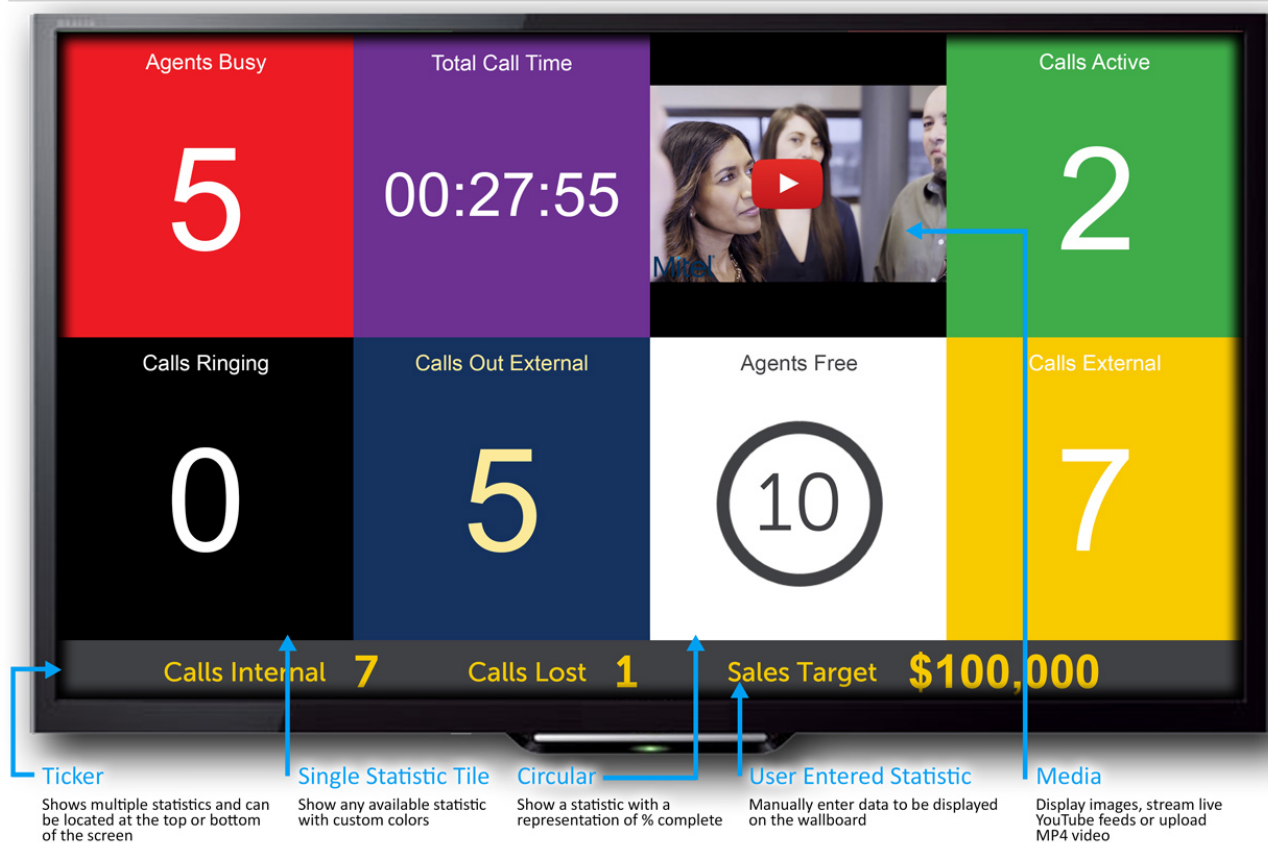 Agents Busy
5
Total Call Time
00:27:55
Mitel
Calls Active
2
Calls Ringing
0
Calls Out External
5
Agents Free
10
Calls External
7
Calls Internal 7 Calls Lost 1 Sales Target $100,000
Ticker
Shows multiple statistics and can
be located at the top or bottom
of the screen
Single Statistic Tile
Show any available statistic
with custom colors
Circular
Show a statistic with a
representation of % complete
User Entered Statistic
Manually enter data to be displayed
on the wallboard
Media
Display images, stream live
YouTube feeds or upload
MP4 video